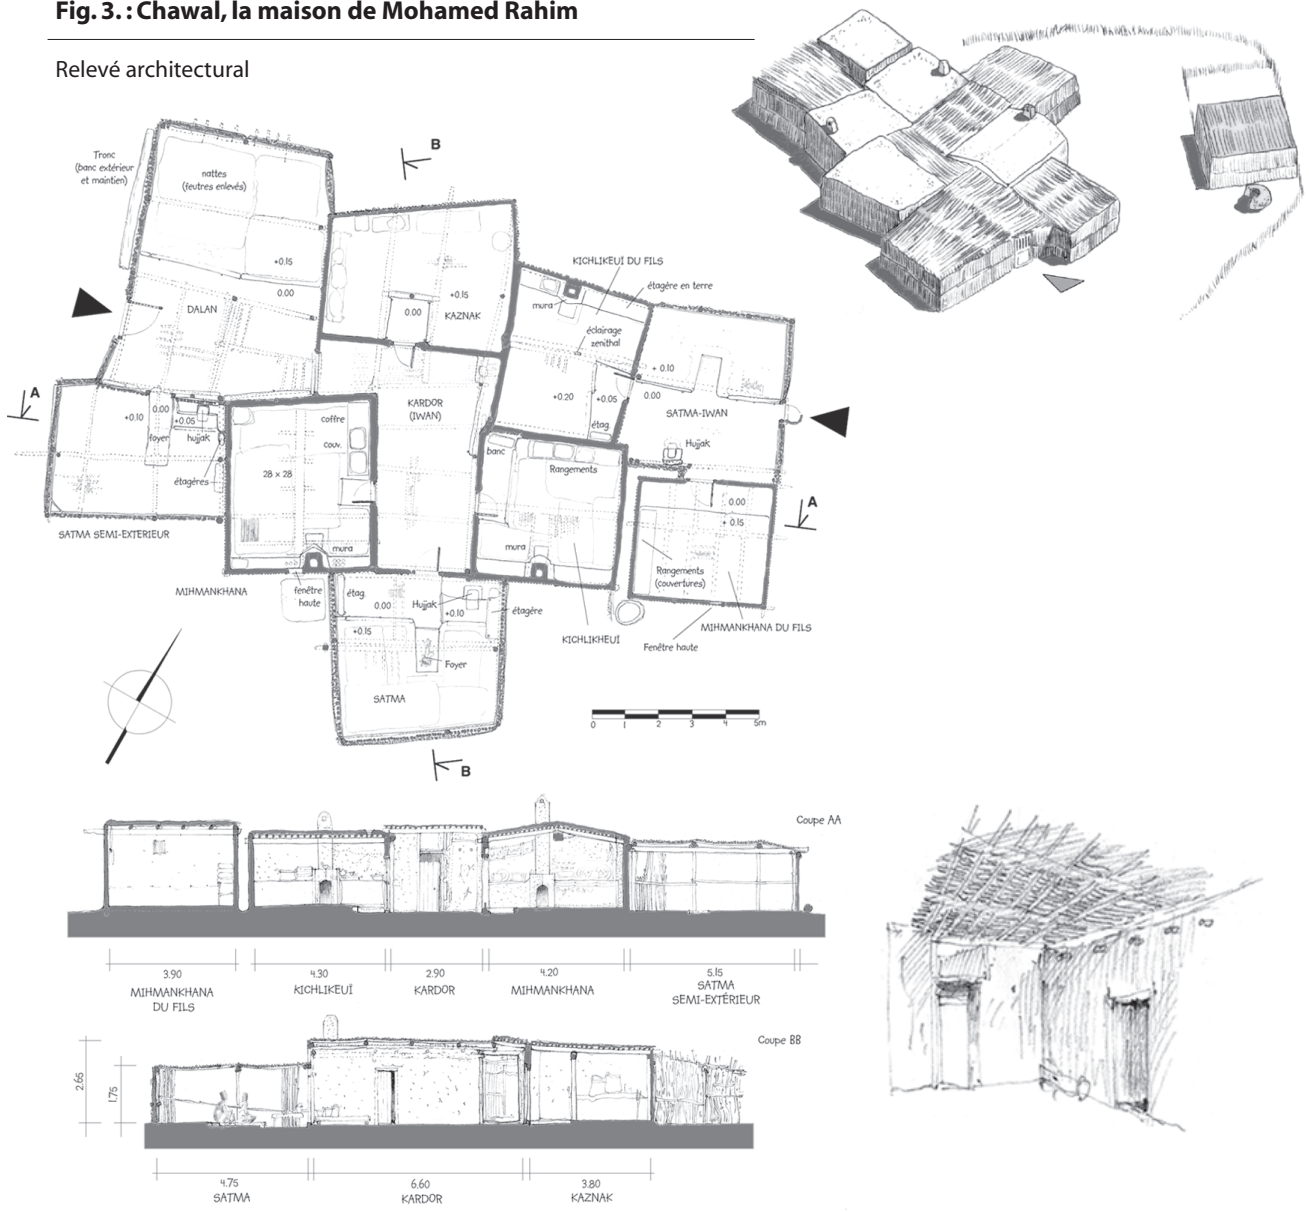 Fig. 3. : Chawal, la maison de Mohamed Rahim
Relevé architectural
B
Tronc
(banc extérieur
et maintien)
nattes
(feutres enlevés)
+0.15
0.00
DALAN
+0.15
0.00
KAZNAK
KICHLIKEUÏ DU FILS
étagère en terre
mura
éclairage
zenithal
+0.20
+0.05
étag.
+ 0.10
0.00
SATMA-IWAN
Hujjak
A
+0.10
0.00
+0.05
foyer
hujjak
étagères
SATMA SEMI-EXTERIEUR
KARDOR
(IWAN)
coffre
couv.
28 x 28
mura
MIHMANKHANA
fenêtre
haute
banc
Rangements
mura
KICHLIKHEUI
0.00
+ 0.15
A
Rangements
(couvertures)
MIHMANKHANA DU FILS
Fenêtre haute
étag.
0.00
Hujjak
+0.10
étagère
+0.15
Foyer
SATMA
0 1 2 3 4 5m
B
Coupe AA
3.90
MIHMANKHANA
DU FILS
4.30
KICHLIKEUÏ
2.90
KARDOR
4.20
MIHMANKHANA
5.15
SATMA
SEMI-EXTÉRIEUR
Coupe BB
2.65
1.75
4.75
SATMA
6.60
KARDOR
3.80
KAZNAK